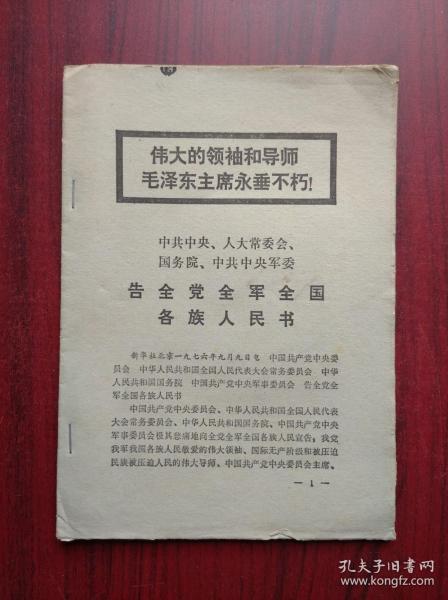 伟大的领袖和导师
毛泽东主席永垂不朽！
中共中央、人大常委会、
国务院、中共中央军委
告全党全军全国
各族人民书
新华社北京一九七六年九月九日电 中国共产党中央委
员会 中华人民共和国全国人民代表大会常务委员会 中华
人民共和国国务院 中国共产党中央军事委员会 告全党全
军全国各族人民书
中国共产党中央委员会、中华人民共和国全国人民代表
大会常务委员会、中华人民共和国国务院、中国共产党中央
军事委员会极其悲痛地向全党全军全国各族人民宣告：我党
我军我国各族人民敬爱的伟大领袖、国际无产阶级和被压迫
民族被压迫人民的伟大导师、中国共产党中央委员会主席、
— 1 —
孔夫子旧书网
www.kongfz.com